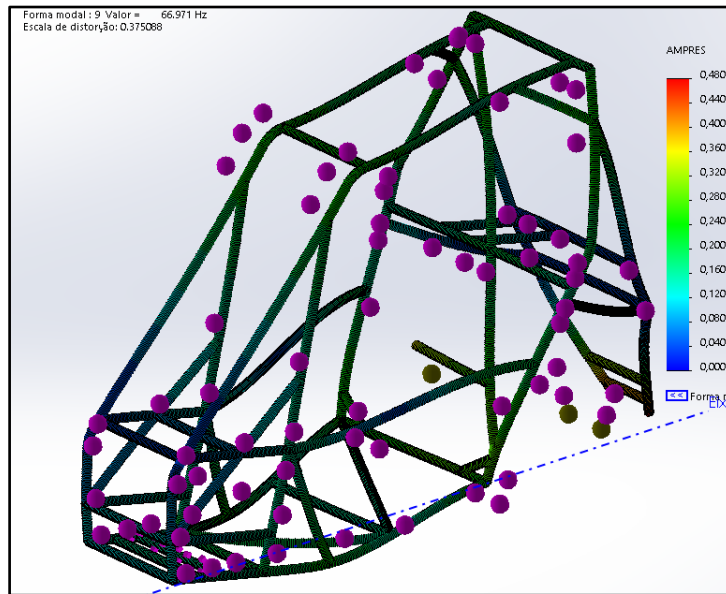 Forma modal : 9 Valor = 66.971 Hz
Escala de distorção: 0.375088
AMPRES
0,480
0,440
0,400
0,360
0,320
0,280
0,240
0,200
0,160
0,120
0,080
0,040
0,000
Forma
EIX